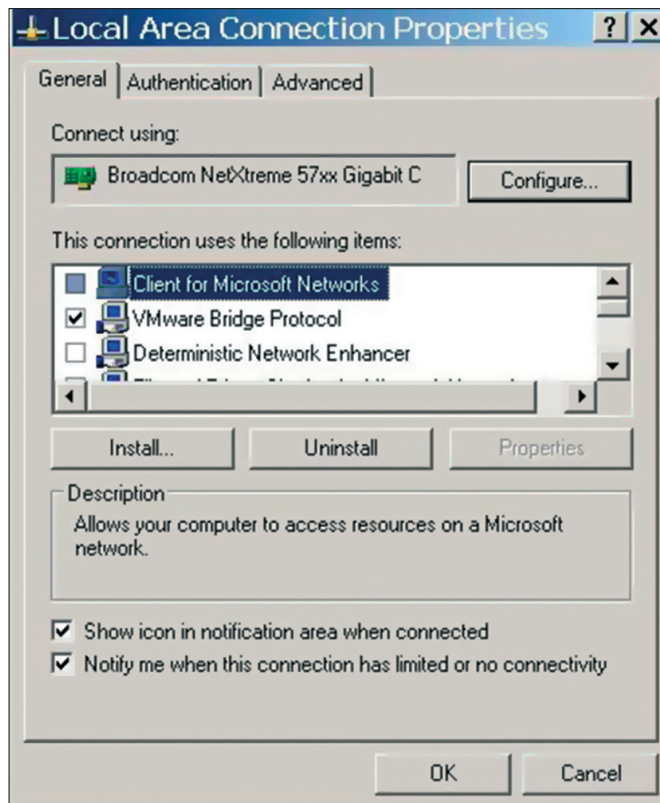 Local Area Connection Properties
General Authentication Advanced
Connect using:
Broadcom NetXtreme 57xx Gigabit C Configure...
This connection uses the following items:
Client for Microsoft Networks
VMware Bridge Protocol
Deterministic Network Enhancer
Install... Uninstall Properties
Description
Allows your computer to access resources on a Microsoft
network.
Show icon in notification area when connected
Notify me when this connection has limited or no connectivity
OK Cancel